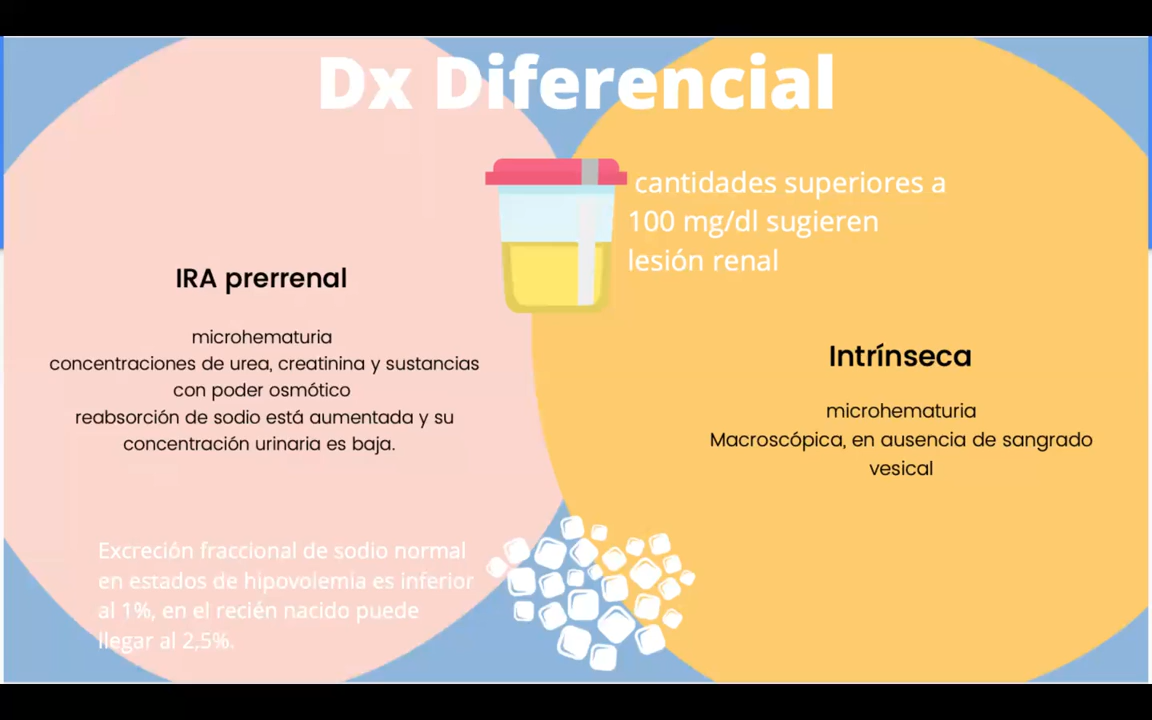 Dx Diferencial
cantidades superiores a
100 mg/dl sugieren
lesión renal
IRA prerrenal
microhematuria
concentraciones de urea, creatinina y sustancias
con poder osmótico
reabsorción de sodio está aumentada y su
concentración urinaria es baja.
Intrínseca
microhematuria
Macroscópica, en ausencia de sangrado
vesical
Excreción fraccional de sodio normal
en estados de hipovolemia es inferior
al 1%, en el recién nacido puede
llegar al 2,5%.